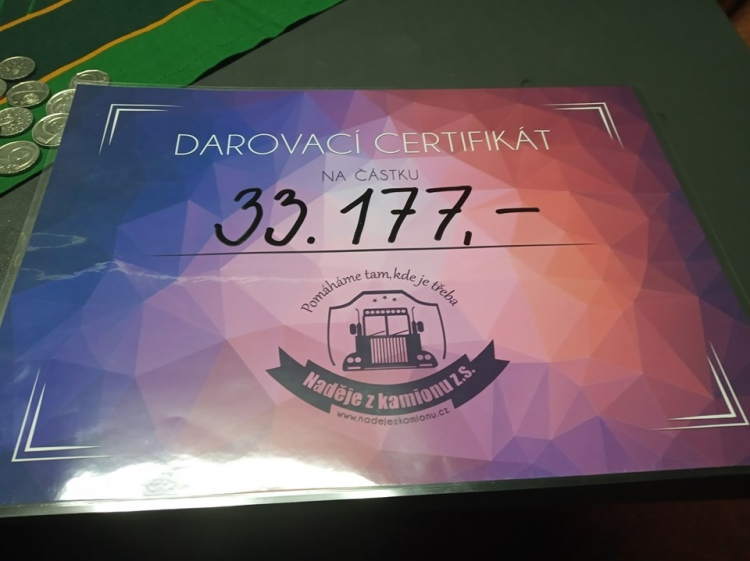 DAROVACÍ CERTIFIKÁT
NA ČÁSTKU
33.177,-
Pomáháme tam, kde je třeba
Naděje z kamionu z.s.
www.nadejezkamionu.cz